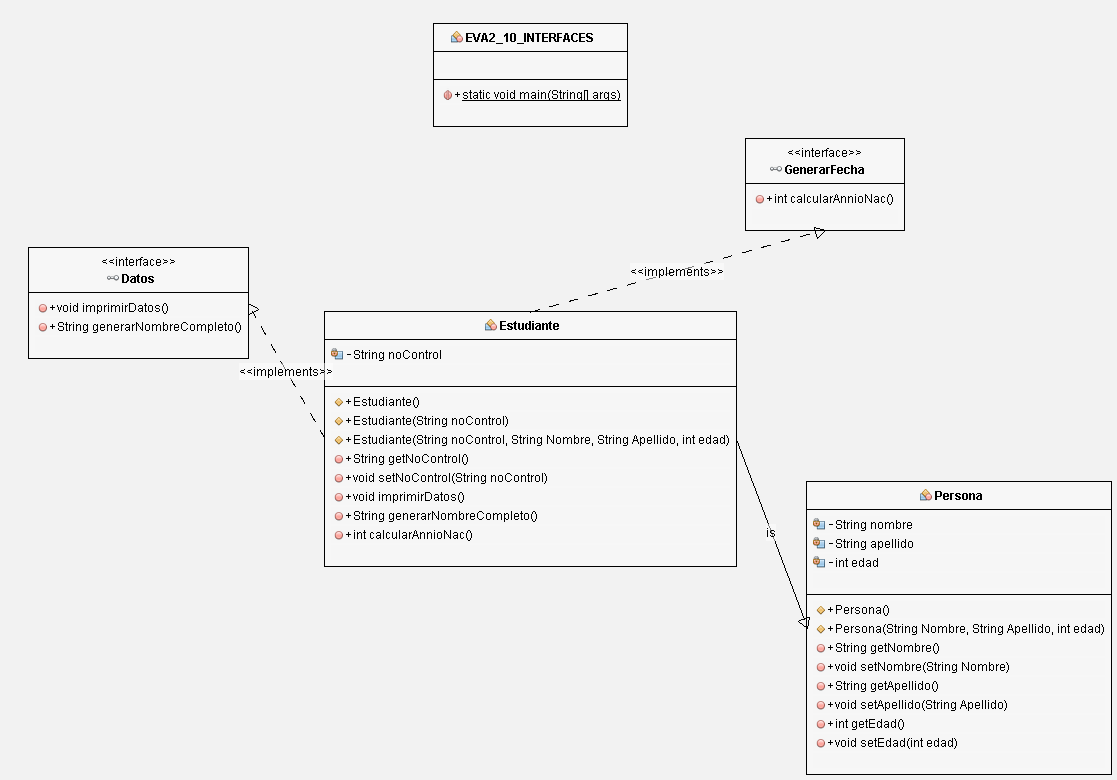 EVA2_10_INTERFACES
+static void main(String[] args)
<<interface>>
GenerarFecha
+int calcularAnnioNac()
<<interface>>
Datos
+void imprimirDatos()
+String generarNombreCompleto()
<<implements>>
<<implements>>
Estudiante
-String noControl
+Estudiante()
+Estudiante(String noControl)
+Estudiante(String noControl, String Nombre, String Apellido, int edad)
+String getNoControl()
+void setNoControl(String noControl)
+void imprimirDatos()
+String generarNombreCompleto()
+int calcularAnnioNac()
is
Persona
-String nombre
-String apellido
-int edad
+Persona()
+Persona(String Nombre, String Apellido, int edad)
+String getNombre()
+void setNombre(String Nombre)
+String getApellido()
+void setApellido(String Apellido)
+int getEdad()
+void setEdad(int edad)